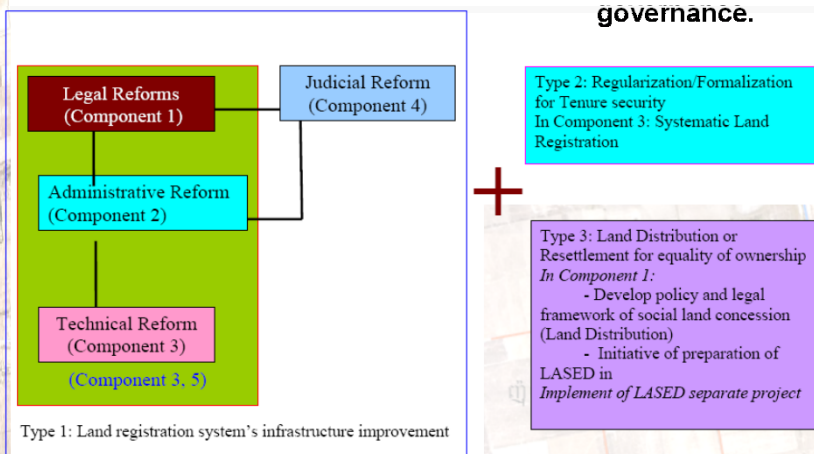 governance.
Legal Reforms
(Component 1)
Judicial Reform
(Component 4)
Administrative Reform
(Component 2)
Technical Reform
(Component 3)
(Component 3, 5)
Type 1: Land registration system's infrastructure improvement
Type 2: Regularization/Formalization
for Tenure security
In Component 3: Systematic Land
Registration
Type 3: Land Distribution or
Resettlement for equality of ownership
In Component 1:
- Develop policy and legal
framework of social land concession
(Land Distribution)
- Initiative of preparation of
LASED in
Implement of LASED separate project